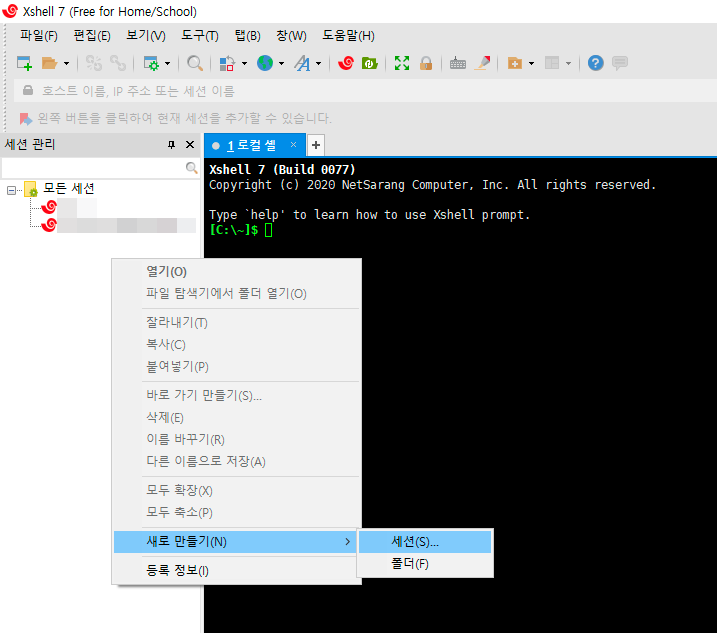 Xshell 7 (Free for Home/School)
파일(F) 편집(E) 보기(V) 도구(T) 탭(B) 창(W) 도움말(H)
호스트 이름, IP 주소 또는 세션 이름
왼쪽 버튼을 클릭하여 현재 세션을 추가할 수 있습니다.
세션 관리
1 로컬 셸
모든 세션
Xshell 7 (Build 0077)
Copyright (c) 2020 NetSarang Computer, Inc. All rights reserved.
Type `help' to learn how to use Xshell prompt.
[C:\~]$
열기(O)
파일 탐색기에서 폴더 열기(O)
잘라내기(T)
복사(C)
붙여넣기(P)
바로 가기 만들기(S)...
삭제(E)
이름 바꾸기(R)
다른 이름으로 저장(A)
모두 확장(X)
모두 축소(P)
새로 만들기(N)
세션(S)...
폴더(F)
등록 정보(I)